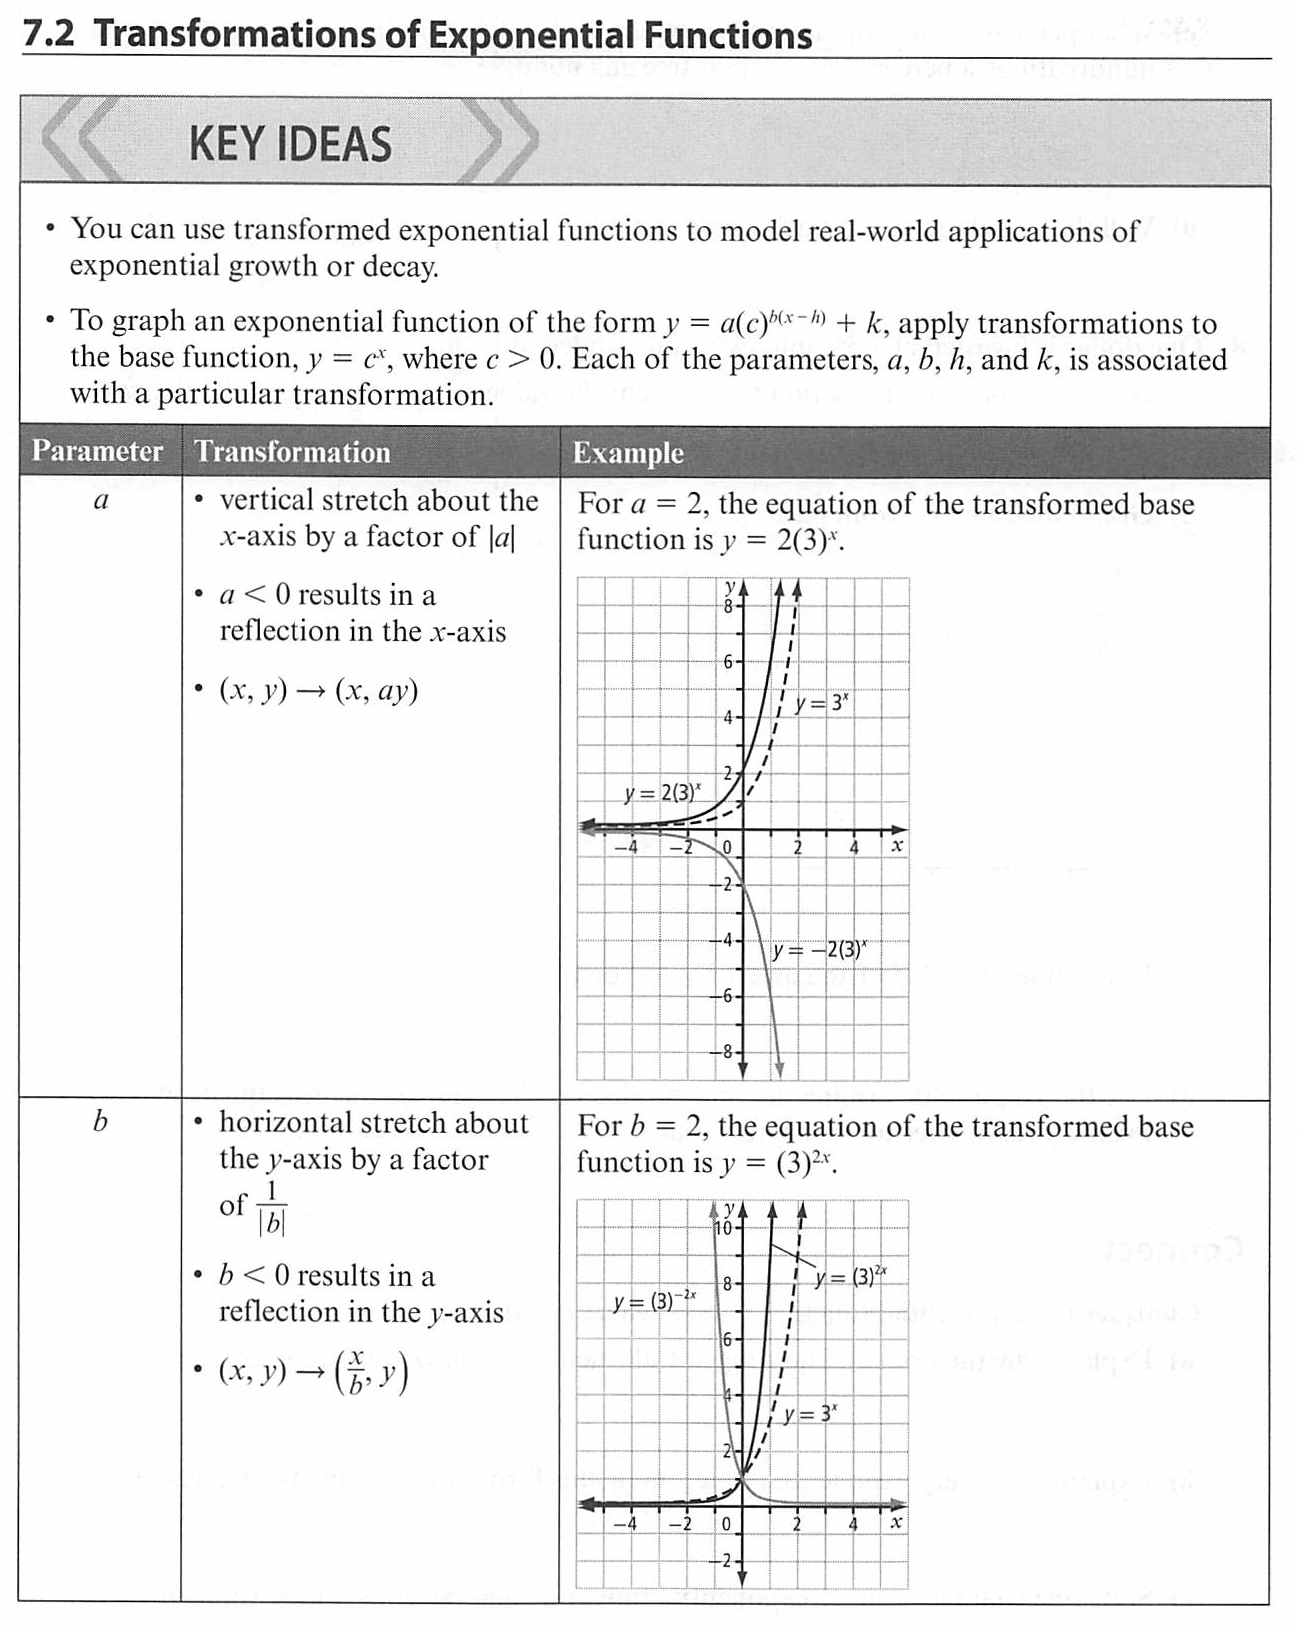 7.2 Transformations of Exponential Functions
KEY IDEAS
• You can use transformed exponential functions to model real-world applications of
exponential growth or decay.
• To graph an exponential function of the form y = a(c)^{b(x – h)} + k, apply transformations to
the base function, y = c^x, where c > 0. Each of the parameters, a, b, h, and k, is associated
with a particular transformation.
Parameter Transformation Example
a
• vertical stretch about the
x-axis by a factor of |a|
• a < 0 results in a
reflection in the x-axis
• (x, y) → (x, ay)
For a = 2, the equation of the transformed base
function is y = 2(3)^x.
y
8
6
y = 3^x
4
2
y = 2(3)^x
–4 –2 0 2 4 x
–2
–4
y = –2(3)^x
–6
–8
b
• horizontal stretch about
the y-axis by a factor
of 1/|b|
• b < 0 results in a
reflection in the y-axis
• (x, y) → (x/b, y)
For b = 2, the equation of the transformed base
function is y = (3)^{2x}.
y
10
y = (3)^{2x}
8
y = (3)^{–2x}
6
4
y = 3^x
2
–4 –2 0 2 4 x
–2